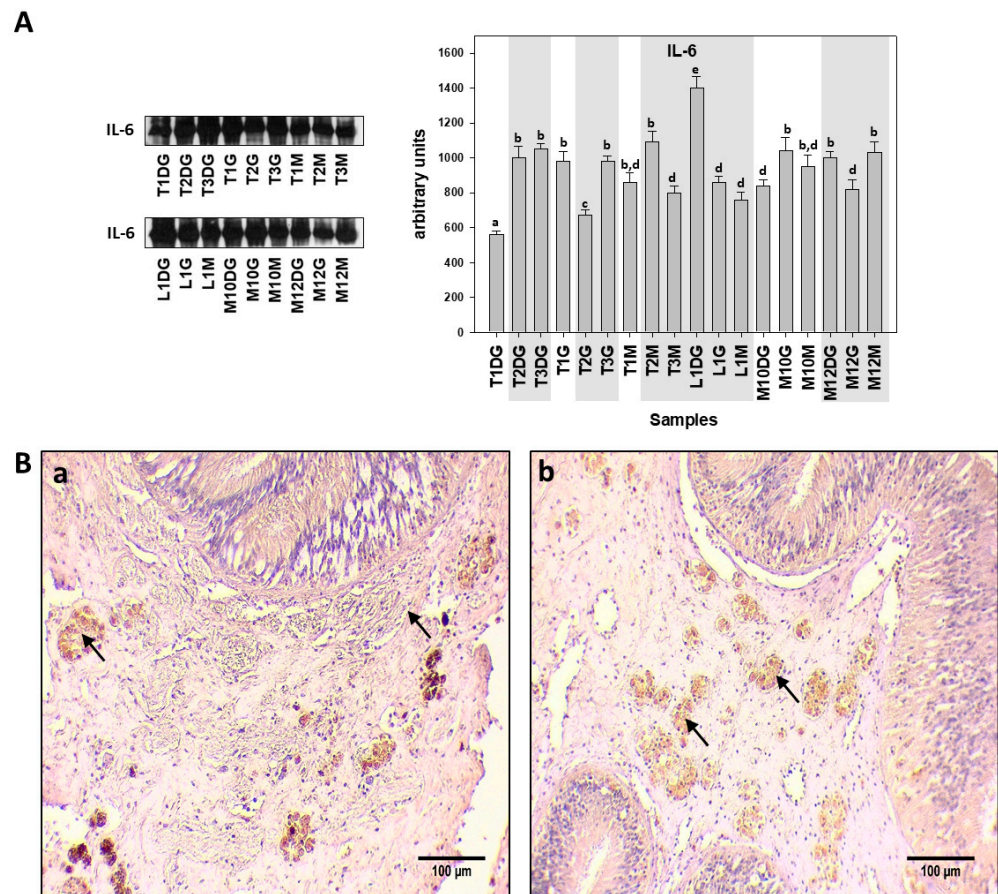 A
IL-6
T1DG T2DG T3DG T1G T2G T3G T1M T2M T3M
IL-6
L1DG L1G L1M M10DG M10G M10M M12DG M12G M12M
IL-6
arbitrary units
1600
1400
1200
1000
800
600
400
200
0
a b b b c b b,d b d e d d d b b,d b d b
T1DG T2DG T3DG T1G T2G T3G T1M T2M T3M L1DG L1G L1M M10DG M10G M10M M12DG M12G M12M
Samples
B
a
100 µm
b
100 µm